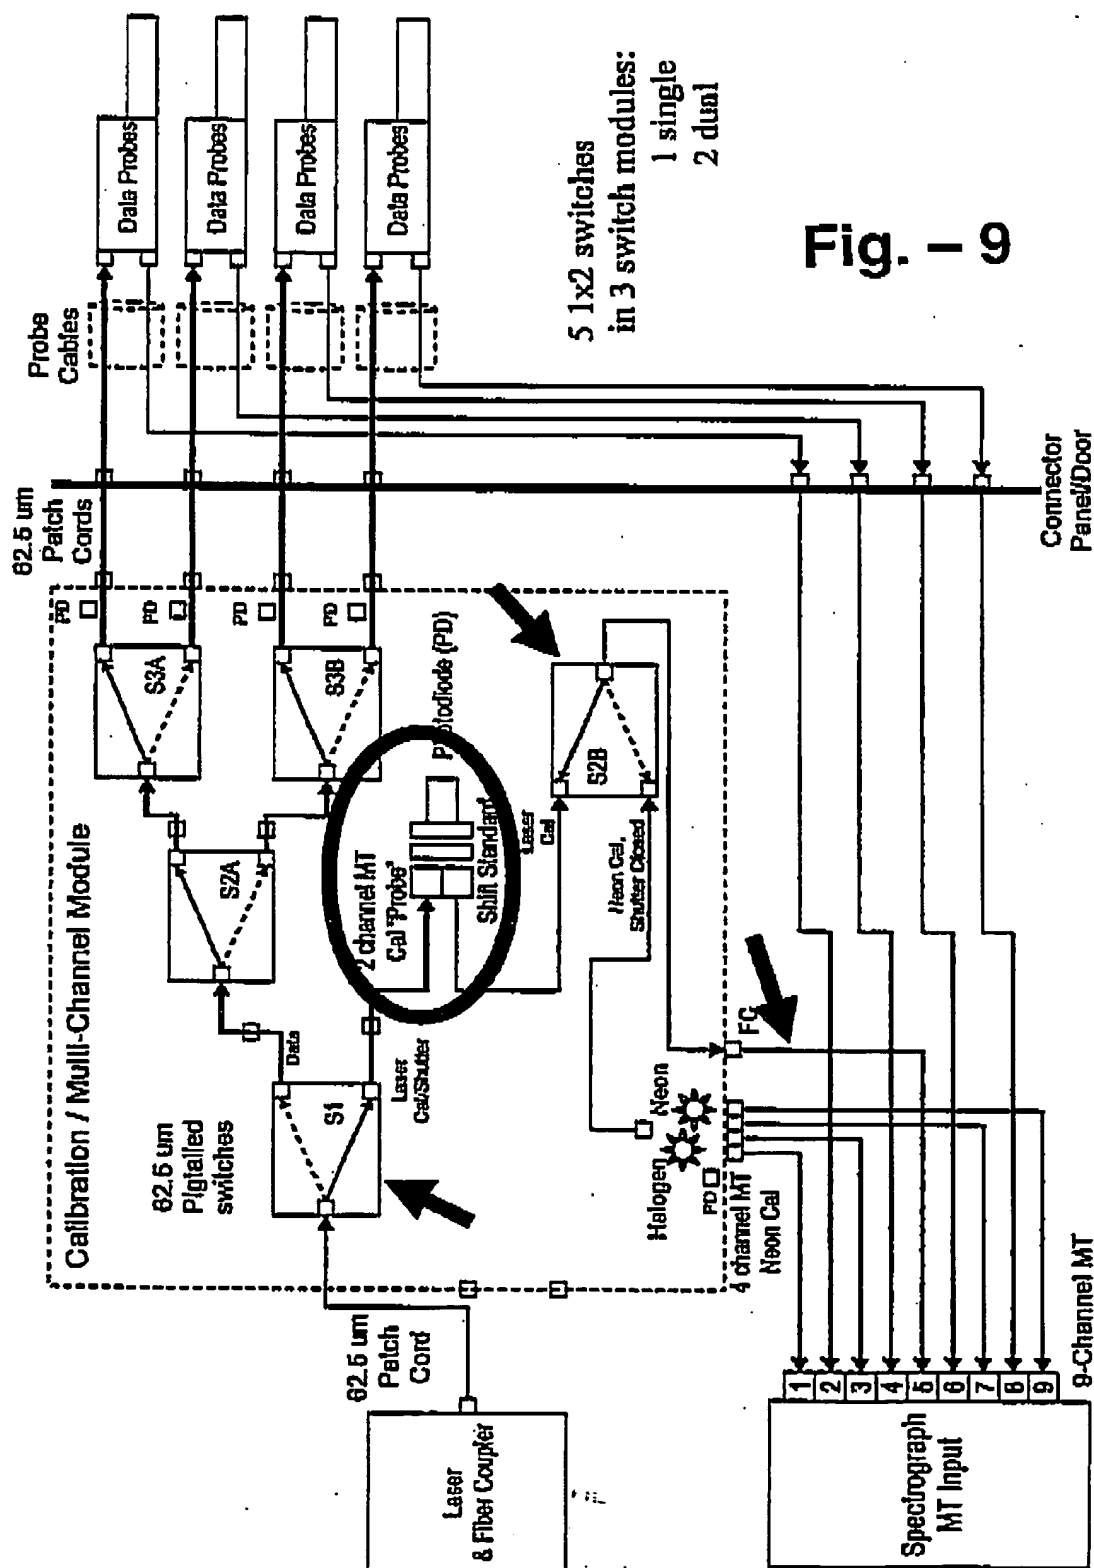 62.5 um
Patch
Cords
Probe
Cables
Data Probes
Data Probes
Data Probes
Data Probes
Calibration / Multi-Channel Module
PD
PD
PD
PD
S3A
S3B
S2A
62.5 um
Pigtailed
switches
Data
S1
Laser
Cal/Shutter
2 channel MT
Cal "Probe"
Shift Standard
Photodiode (PD)
Laser
Cal
S2B
Neon Cal,
Shutter Closed
Halogen
Neon
PD
FC
4 channel MT
Neon Cal
62.5 um
Patch
Cord
Laser
& Fiber Coupler
Spectrograph
MT Input
1
2
3
4
5
6
7
8
9
9-Channel MT
Connector
Panel/Door
5 1x2 switches
in 3 switch modules:
1 single
2 dual
Fig. – 9